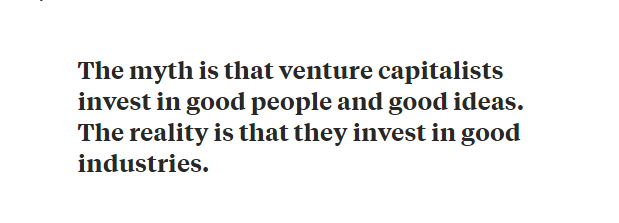 The myth is that venture capitalists
invest in good people and good ideas.
The reality is that they invest in good
industries.